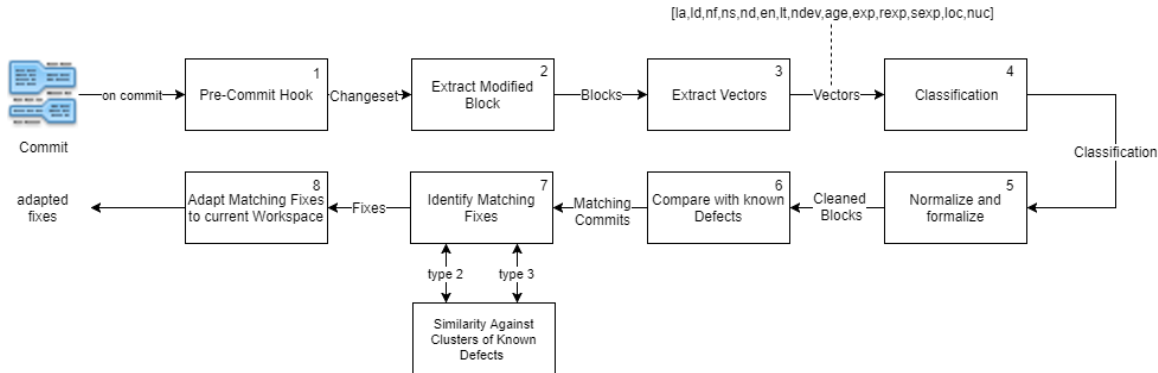 [la,ld,nf,ns,nd,en,lt,ndev,age,exp,rexp,sexp,loc,nuc]
Commit
on commit
1
Pre-Commit Hook
Changeset
2
Extract Modified
Block
Blocks
3
Extract Vectors
Vectors
4
Classification
Classification
5
Normalize and
formalize
Cleaned
Blocks
6
Compare with known
Defects
Matching
Commits
7
Identify Matching
Fixes
Fixes
8
Adapt Matching Fixes
to current Workspace
adapted
fixes
type 2
type 3
Similarity Against
Clusters of Known
Defects